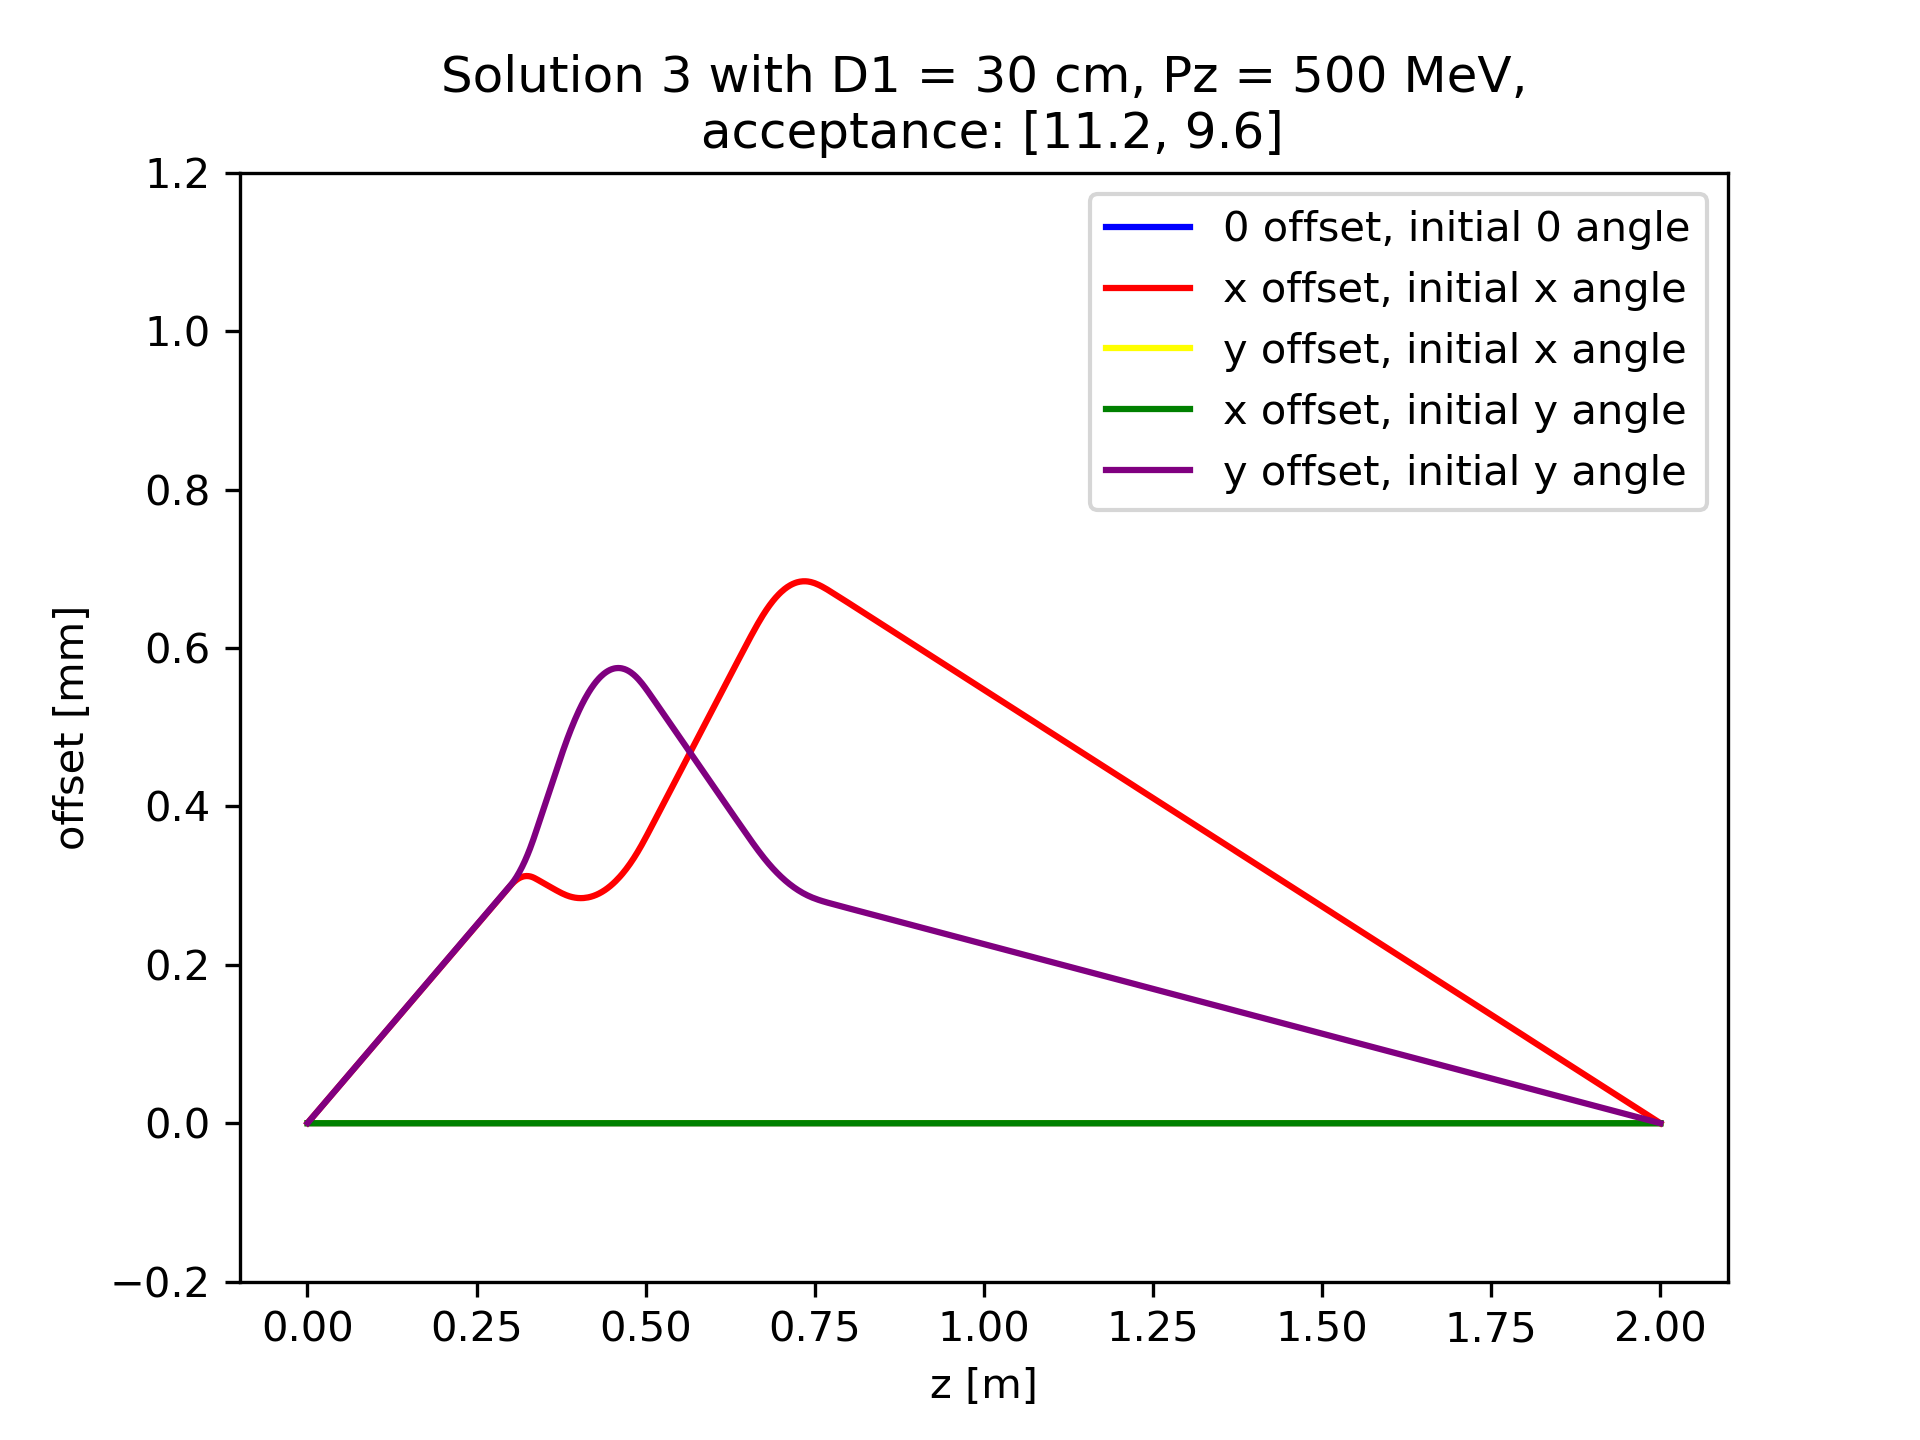 Solution 3 with D1 = 30 cm, Pz = 500 MeV,
acceptance: [11.2, 9.6]
1.2
1.0
0.8
0.6
0.4
0.2
0.0
−0.2
offset [mm]
0 offset, initial 0 angle
x offset, initial x angle
y offset, initial x angle
x offset, initial y angle
y offset, initial y angle
0.00 0.25 0.50 0.75 1.00 1.25 1.50 1.75 2.00
z [m]